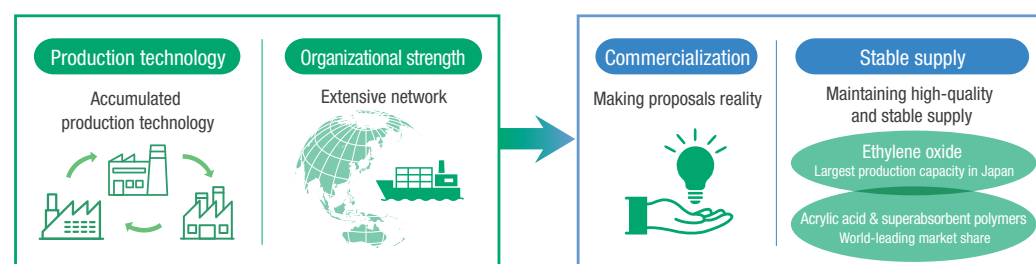 Production technology
Accumulated
production technology
Organizational strength
Extensive network
Commercialization
Making proposals reality
Stable supply
Maintaining high-quality
and stable supply
Ethylene oxide
Largest production capacity in Japan
Acrylic acid & superabsorbent polymers
World-leading market share